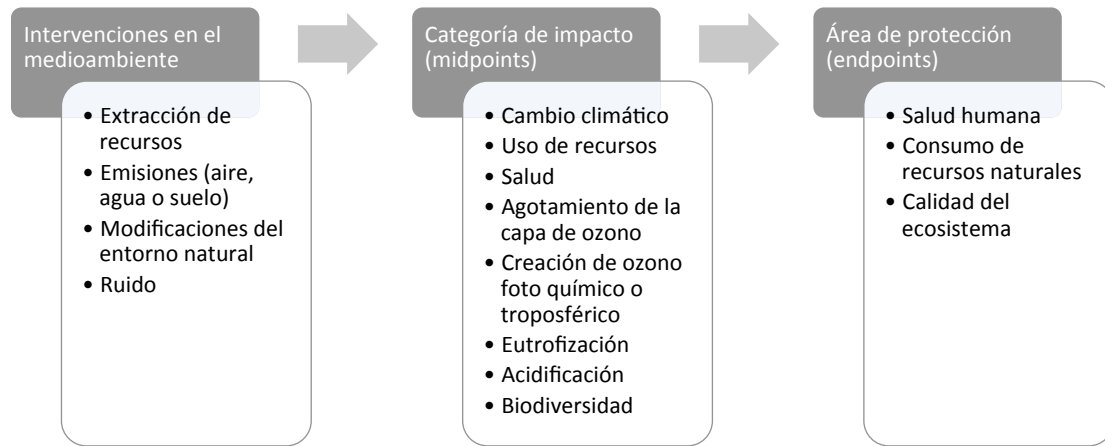 Intervenciones en el
medioambiente
• Extracción de
recursos
• Emisiones (aire,
agua o suelo)
• Modificaciones del
entorno natural
• Ruido
Categoría de impacto
(midpoints)
• Cambio climático
• Uso de recursos
• Salud
• Agotamiento de la
capa de ozono
• Creación de ozono
foto químico o
troposférico
• Eutrofización
• Acidificación
• Biodiversidad
Área de protección
(endpoints)
• Salud humana
• Consumo de
recursos naturales
• Calidad del
ecosistema